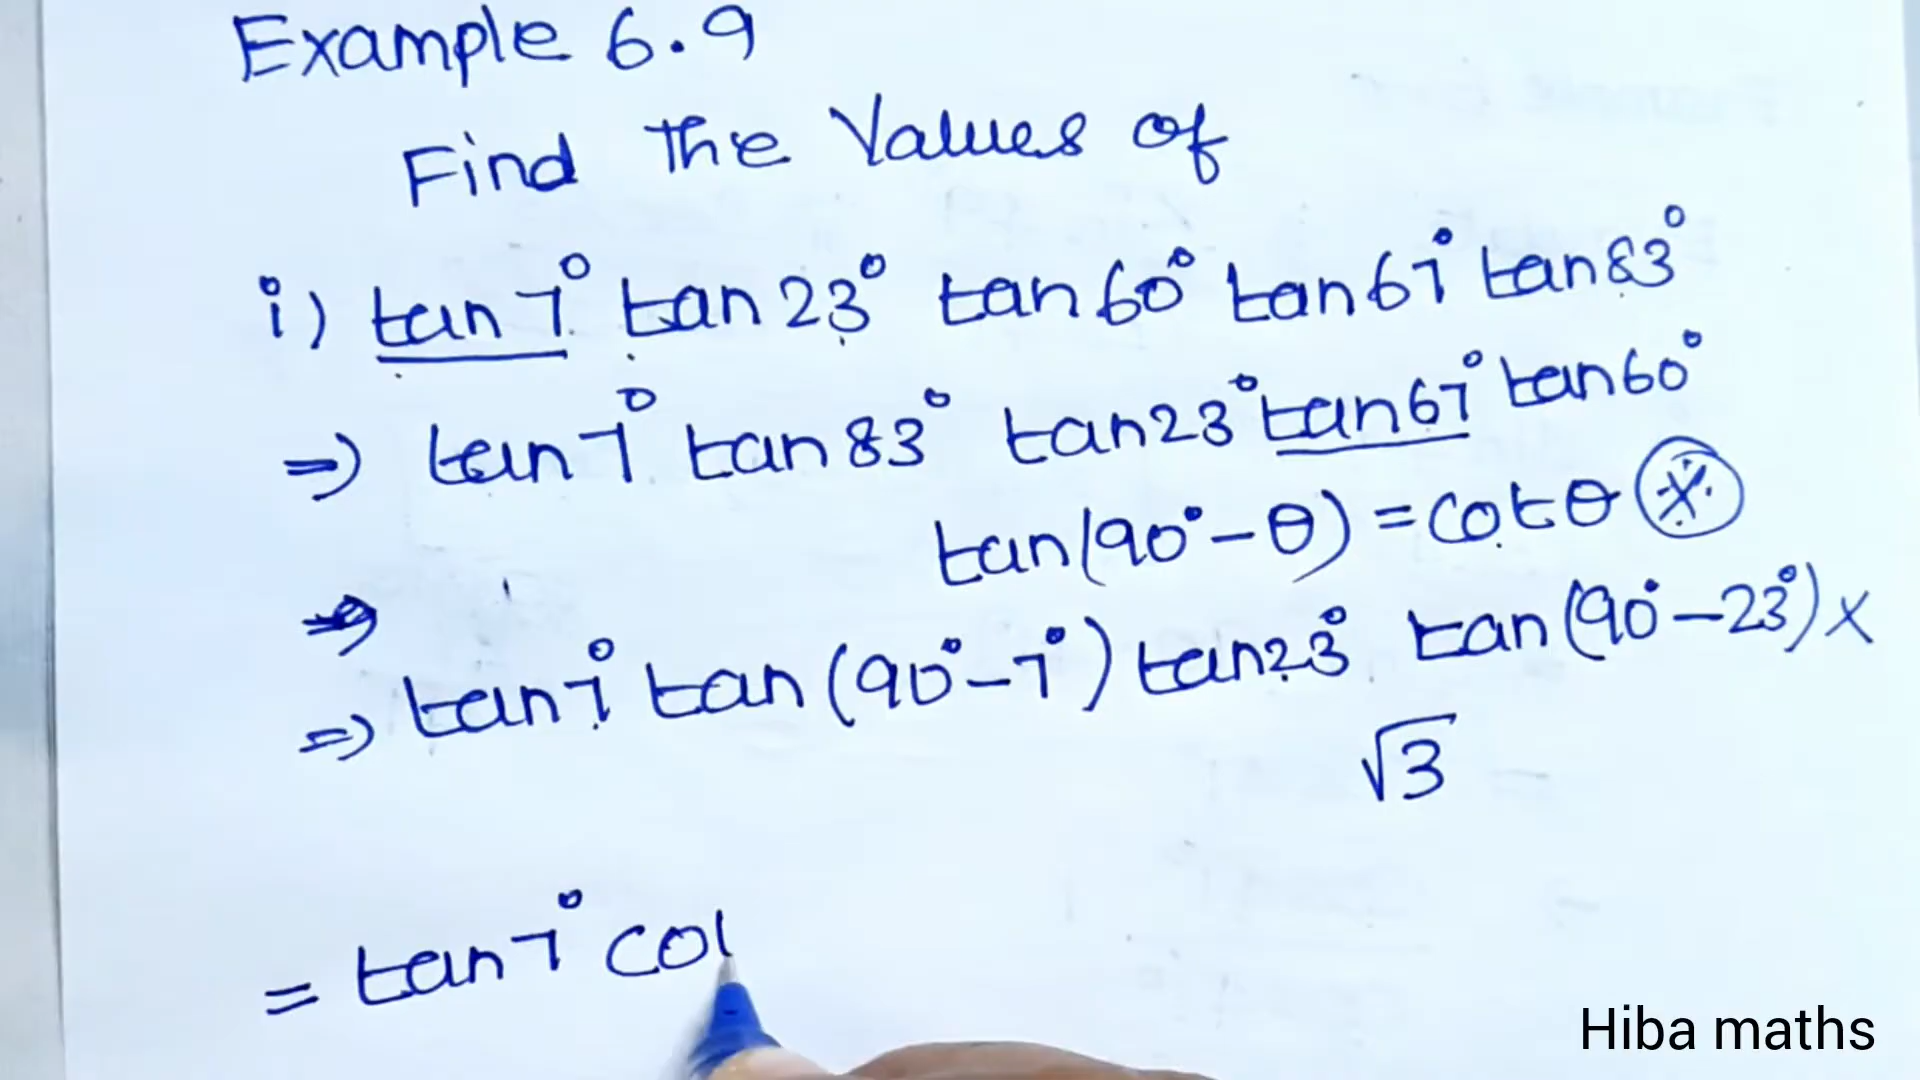 Example 6.9
Find The Values of
i) tan 7° tan 23° tan 60° tan 67° tan 83°
⇒ tan 7° tan 83° tan 23° tan 67° tan 60°
tan(90° - θ) = cot θ
⇒
⇒ tan 7° tan (90° - 7°) tan 23° tan (90° - 23°) ×
√3
= tan 7° cot
Hiba maths